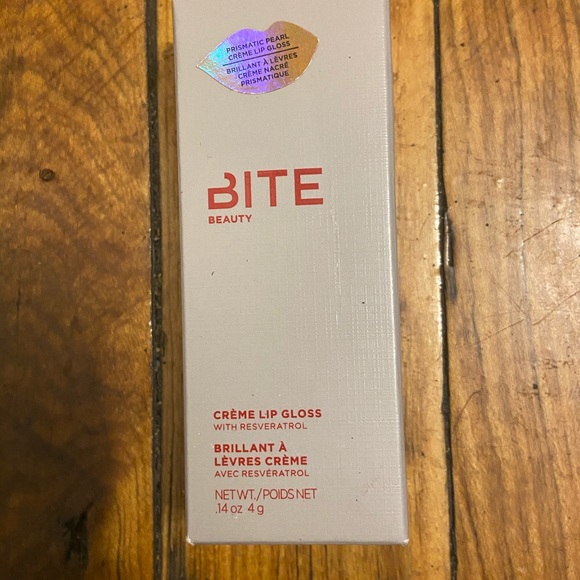 PRISMATIC PEARL
CRÈME LIP GLOSS
BRILLANT À LÈVRES
CRÈME NACRÉ
PRISMATIQUE
BITE
BEAUTY
CRÈME LIP GLOSS
WITH RESVERATROL
BRILLANT À
LÈVRES CRÈME
AVEC RESVÉRATROL
NET WT./POIDS NET
.14 oz 4 g